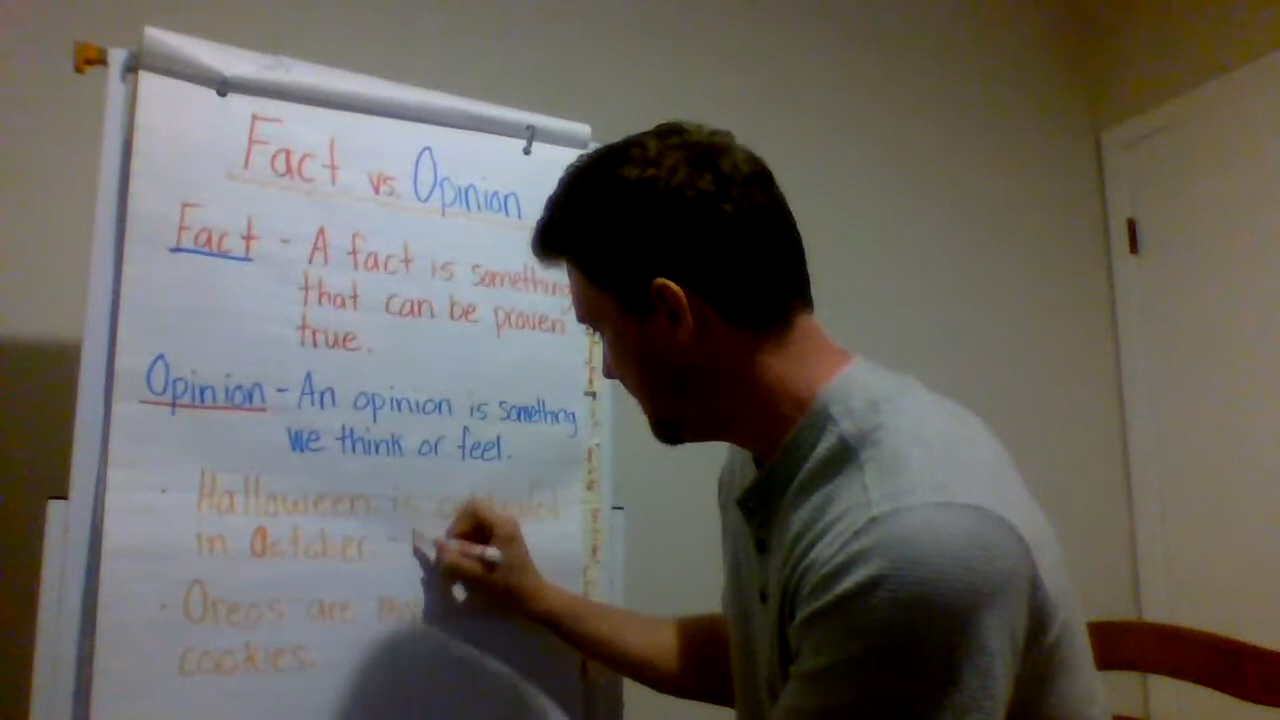 Fact vs. Opinion
Fact - A fact is something
that can be proven
true.
Opinion - An opinion is something
we think or feel.
· Halloween is
in October -
· Oreos are
cookies.